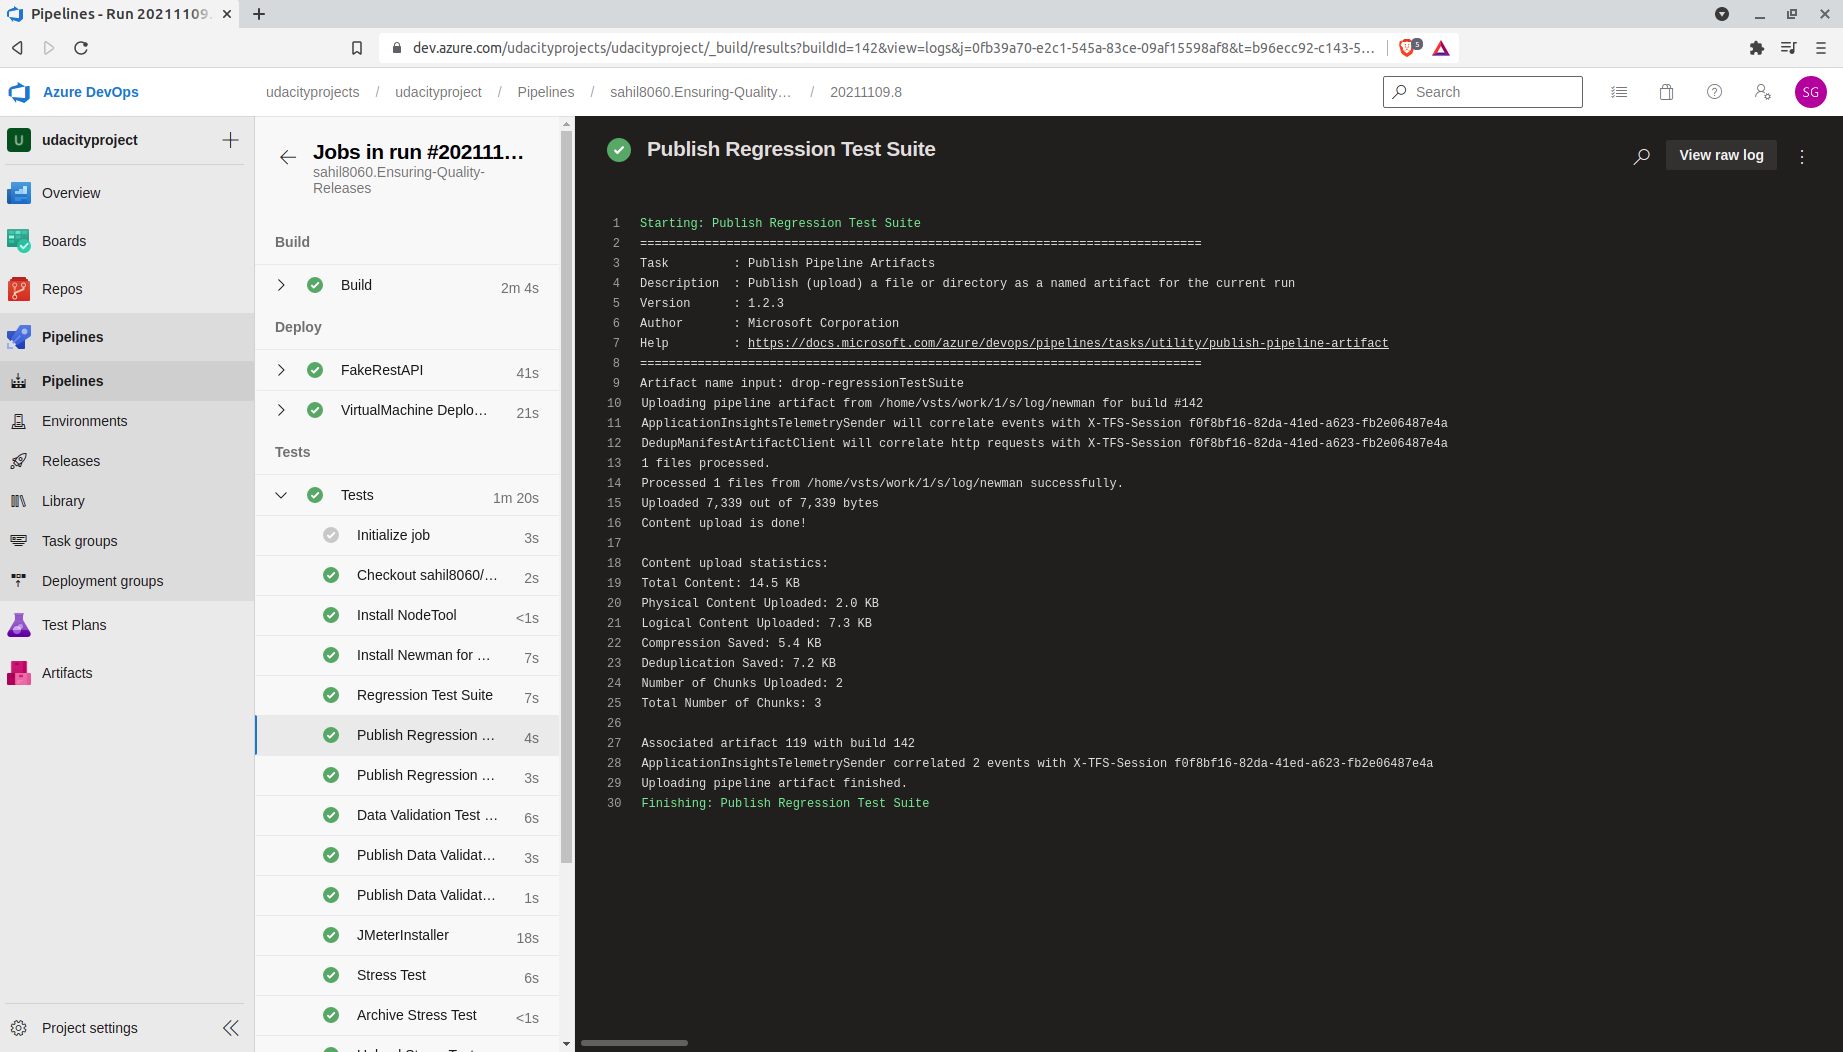 Pipelines - Run 20211109.
dev.azure.com/udacityprojects/udacityproject/_build/results?buildId=142&view=logs&j=0fb39a70-e2c1-545a-83ce-09af15598af8&t=b96ecc92-c143-5...
5
Azure DevOps
udacityprojects / udacityproject / Pipelines / sahil8060.Ensuring-Quality... / 20211109.8
Search
SG
U
udacityproject
Overview
Boards
Repos
Pipelines
Pipelines
Environments
Releases
Library
Task groups
Deployment groups
Test Plans
Artifacts
Project settings
Jobs in run #202111...
sahil8060.Ensuring-Quality-
Releases
Build
Build 2m 4s
Deploy
FakeRestAPI 41s
VirtualMachine Deplo... 21s
Tests
Tests 1m 20s
Initialize job 3s
Checkout sahil8060/... 2s
Install NodeTool <1s
Install Newman for ... 7s
Regression Test Suite 7s
Publish Regression ... 4s
Publish Regression ... 3s
Data Validation Test ... 6s
Publish Data Validat... 3s
Publish Data Validat... 1s
JMeterInstaller 18s
Stress Test 6s
Archive Stress Test <1s
Publish Regression Test Suite
View raw log
1 Starting: Publish Regression Test Suite
2 ==============================================================================
3 Task : Publish Pipeline Artifacts
4 Description : Publish (upload) a file or directory as a named artifact for the current run
5 Version : 1.2.3
6 Author : Microsoft Corporation
7 Help : https://docs.microsoft.com/azure/devops/pipelines/tasks/utility/publish-pipeline-artifact
8 ==============================================================================
9 Artifact name input: drop-regressionTestSuite
10 Uploading pipeline artifact from /home/vsts/work/1/s/log/newman for build #142
11 ApplicationInsightsTelemetrySender will correlate events with X-TFS-Session f0f8bf16-82da-41ed-a623-fb2e06487e4a
12 DedupManifestArtifactClient will correlate http requests with X-TFS-Session f0f8bf16-82da-41ed-a623-fb2e06487e4a
13 1 files processed.
14 Processed 1 files from /home/vsts/work/1/s/log/newman successfully.
15 Uploaded 7,339 out of 7,339 bytes
16 Content upload is done!
17
18 Content upload statistics:
19 Total Content: 14.5 KB
20 Physical Content Uploaded: 2.0 KB
21 Logical Content Uploaded: 7.3 KB
22 Compression Saved: 5.4 KB
23 Deduplication Saved: 7.2 KB
24 Number of Chunks Uploaded: 2
25 Total Number of Chunks: 3
26
27 Associated artifact 119 with build 142
28 ApplicationInsightsTelemetrySender correlated 2 events with X-TFS-Session f0f8bf16-82da-41ed-a623-fb2e06487e4a
29 Uploading pipeline artifact finished.
30 Finishing: Publish Regression Test Suite